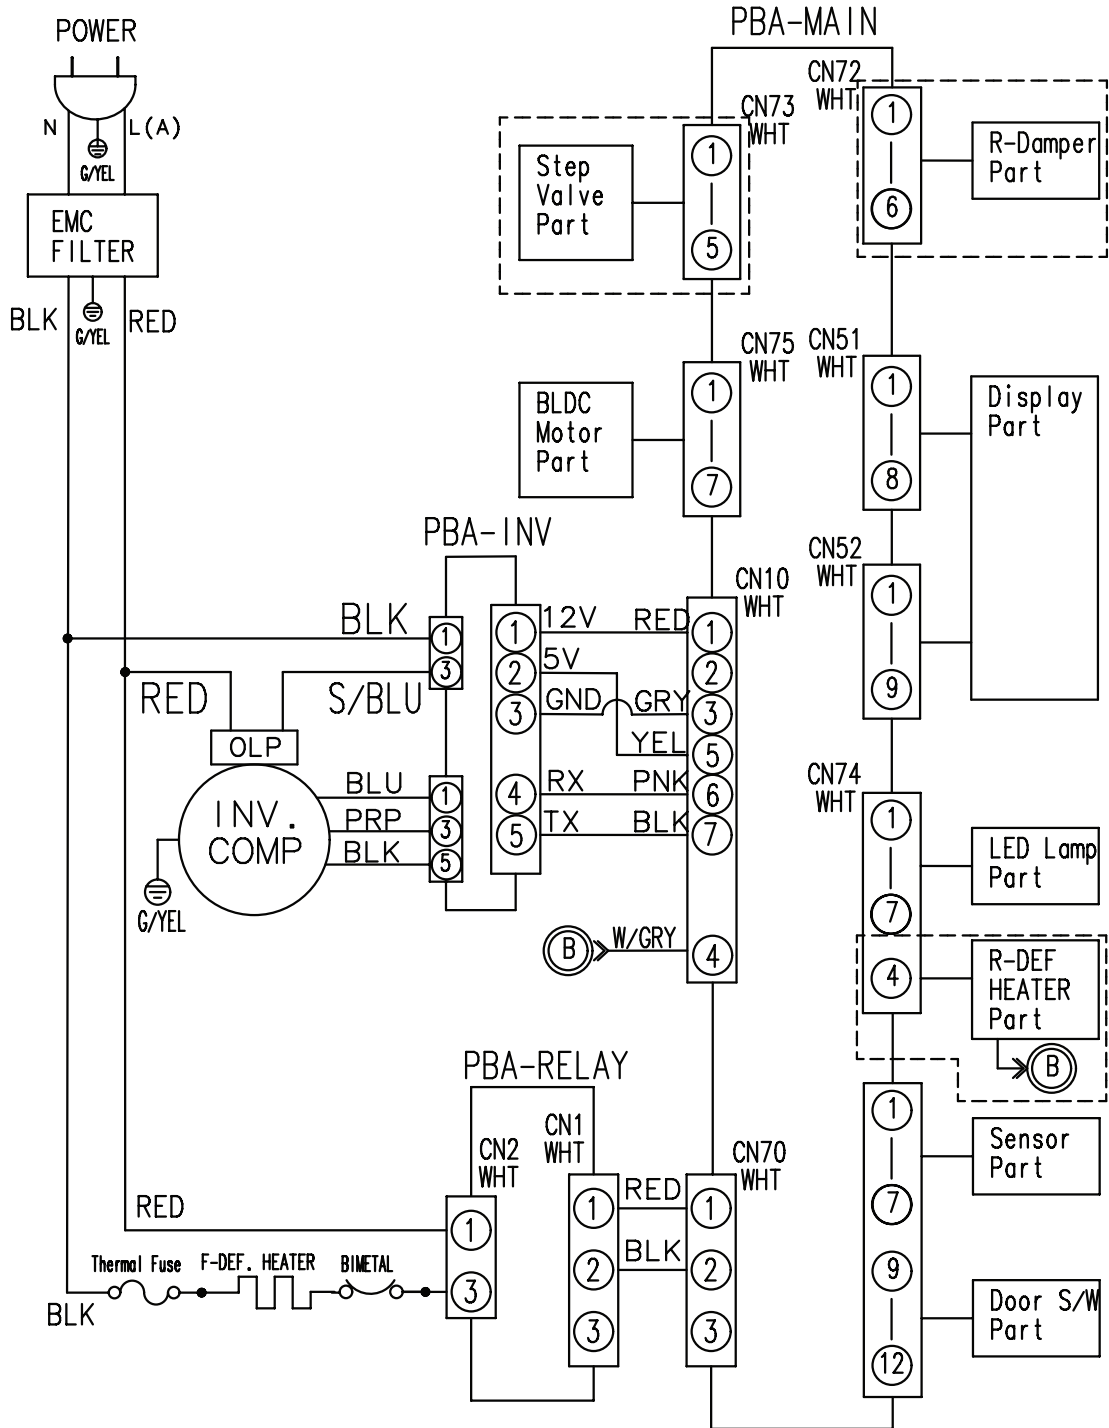 POWER
N
L(A)
G/YEL
EMC
FILTER
BLK
G/YEL
RED
PBA-MAIN
CN73
WHT
Step
Valve
Part
1
5
CN72
WHT
1
6
R-Damper
Part
CN75
WHT
BLDC
Motor
Part
1
7
CN51
WHT
1
8
Display
Part
CN52
WHT
1
9
PBA-INV
BLK
1
RED
S/BLU
3
OLP
INV.
COMP
G/YEL
BLU
1
PRP
3
BLK
5
CN10
WHT
1
12V
RED
1
2
5V
2
3
GND
GRY
3
YEL
5
4
RX
PNK
6
5
TX
BLK
7
B
W/GRY
4
CN74
WHT
1
7
LED Lamp
Part
4
R-DEF
HEATER
Part
B
1
7
Sensor
Part
9
12
Door S/W
Part
PBA-RELAY
CN2
WHT
CN1
WHT
CN70
WHT
RED
1
3
1
RED
1
2
BLK
2
3
3
Thermal Fuse
F-DEF. HEATER
BIMETAL
BLK